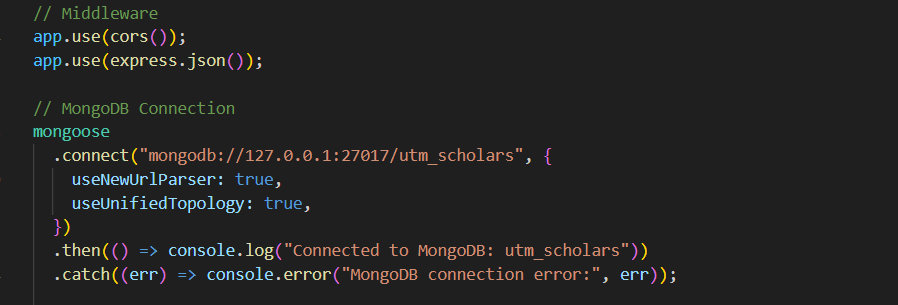 // Middleware
app.use(cors());
app.use(express.json());
// MongoDB Connection
mongoose
.connect("mongodb://127.0.0.1:27017/utm_scholars", {
useNewUrlParser: true,
useUnifiedTopology: true,
})
.then(() => console.log("Connected to MongoDB: utm_scholars"))
.catch((err) => console.error("MongoDB connection error:", err));